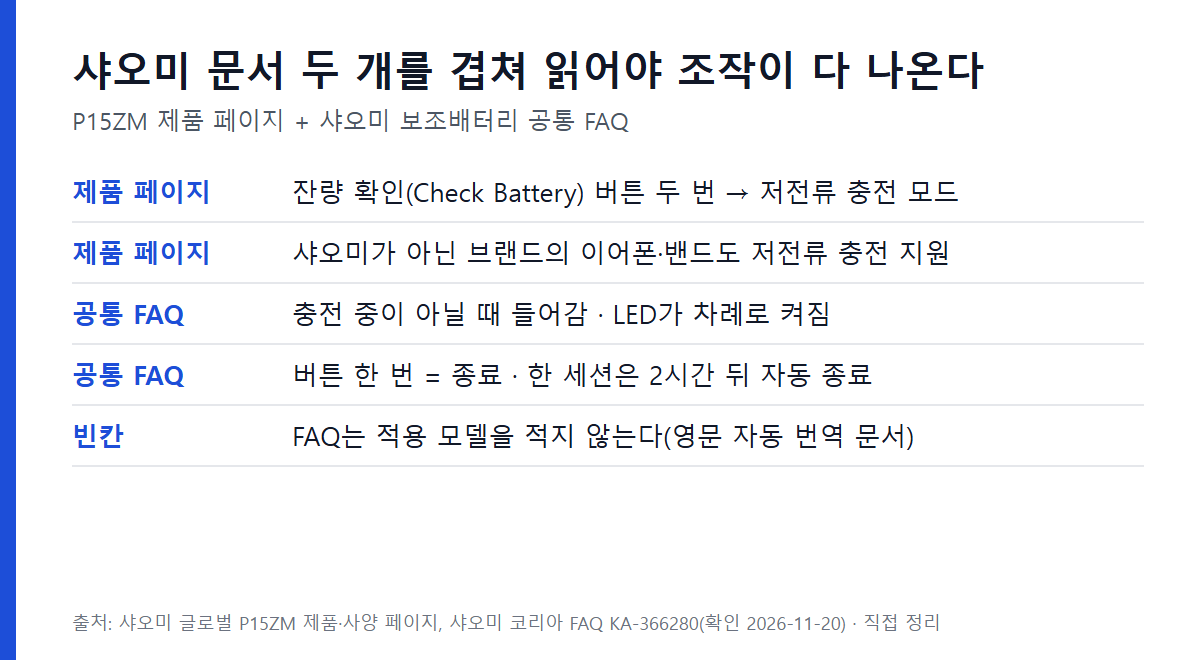 샤오미 문서 두 개를 겹쳐 읽어야 조작이 다 나온다
P15ZM 제품 페이지 + 샤오미 보조배터리 공통 FAQ
제품 페이지 잔량 확인(Check Battery) 버튼 두 번 → 저전류 충전 모드
제품 페이지 샤오미가 아닌 브랜드의 이어폰·밴드도 저전류 충전 지원
공통 FAQ 충전 중이 아닐 때 들어감 · LED가 차례로 켜짐
공통 FAQ 버튼 한 번 = 종료 · 한 세션은 2시간 뒤 자동 종료
빈칸 FAQ는 적용 모델을 적지 않는다(영문 자동 번역 문서)
출처: 샤오미 글로벌 P15ZM 제품·사양 페이지, 샤오미 코리아 FAQ KA-366280(확인 2026-11-20) · 직접 정리